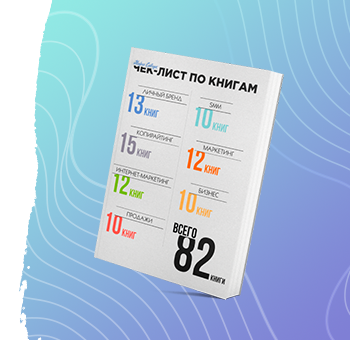 ЧЕК-ЛИСТ ПО КНИГАМ
ЛИЧНЫЙ БРЕНД
13 КНИГ
КОПИРАЙТИНГ
15 КНИГ
ИНТЕРНЕТ-МАРКЕТИНГ
12 КНИГ
ПРОДАЖИ
10 КНИГ
SMM
10 КНИГ
МАРКЕТИНГ
12 КНИГ
БИЗНЕС
10 КНИГ
ВСЕГО
82 КНИГИ